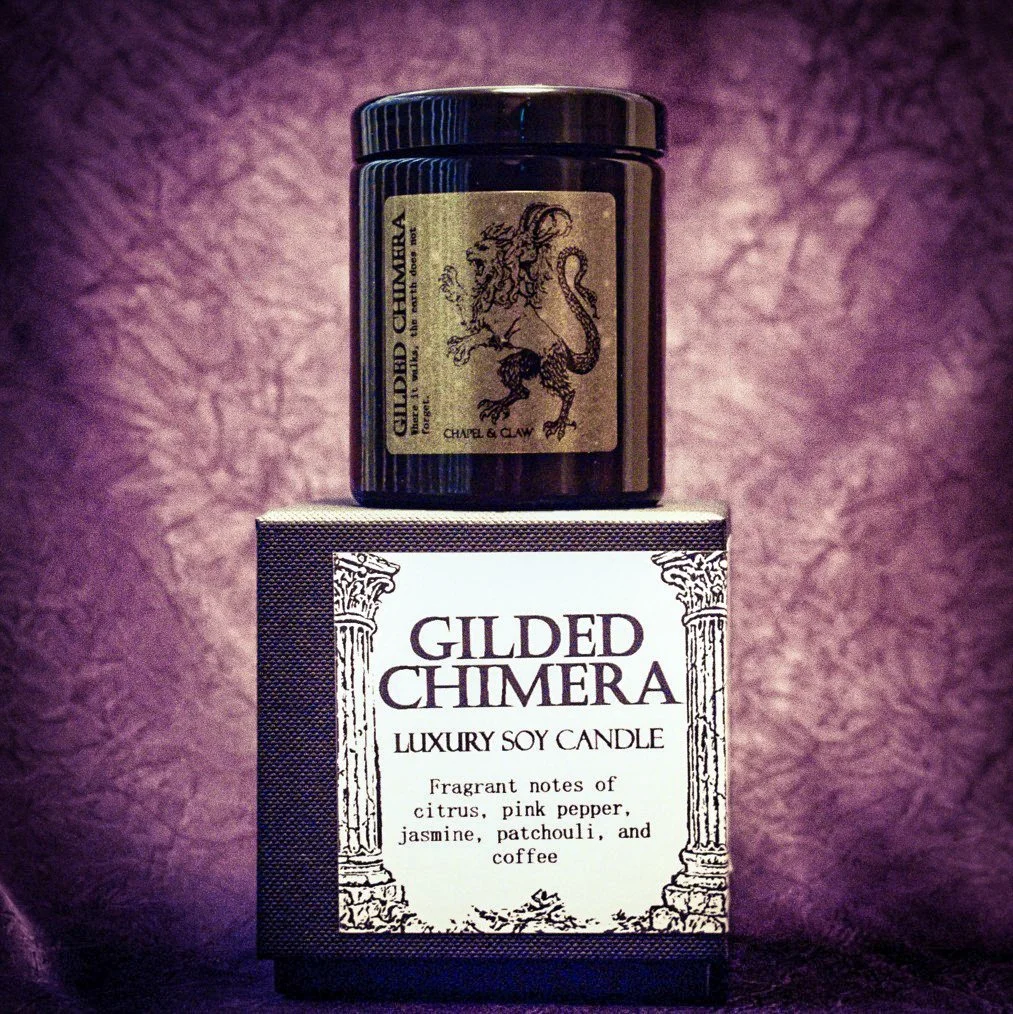 GILDED CHIMERA
Where it walks, the earth does not
forget.
CHAPEL & CLAW
GILDED
CHIMERA
LUXURY SOY CANDLE
Fragrant notes of
citrus, pink pepper,
jasmine, patchouli, and
coffee